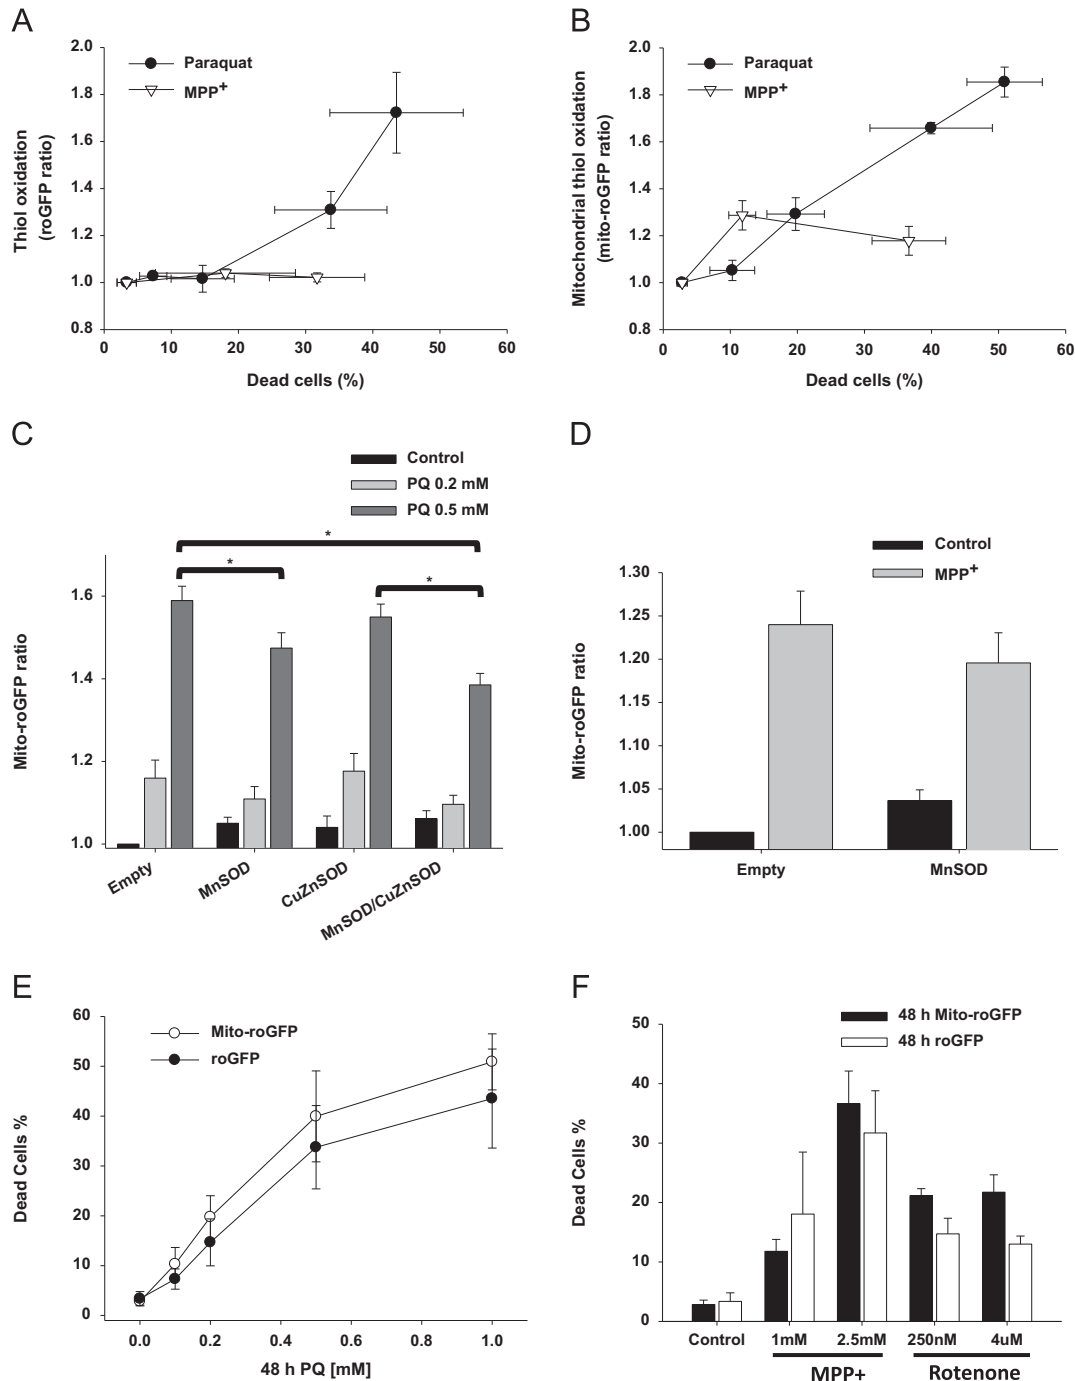 A
Thiol oxidation
(roGFP ratio)
2.0
1.8
1.6
1.4
1.2
1.0
0.8
Paraquat
MPP+
0 10 20 30 40 50 60
Dead cells (%)
B
Mitochondrial thiol oxidation
(mito-roGFP ratio)
2.0
1.8
1.6
1.4
1.2
1.0
0.8
Paraquat
MPP+
0 10 20 30 40 50 60
Dead cells (%)
C
Control
PQ 0.2 mM
PQ 0.5 mM
*
*
*
Mito-roGFP ratio
1.6
1.4
1.2
1.0
Empty
MnSOD
CuZnSOD
MnSOD/CuZnSOD
D
Control
MPP+
Mito-roGFP ratio
1.30
1.25
1.20
1.15
1.10
1.05
1.00
Empty MnSOD
E
Mito-roGFP
roGFP
Dead Cells %
60
50
40
30
20
10
0
0.0 0.2 0.4 0.6 0.8 1.0
48 h PQ [mM]
F
48 h Mito-roGFP
48 h roGFP
Dead Cells %
50
40
30
20
10
0
Control 1mM 2.5mM 250nM 4uM
MPP+ Rotenone